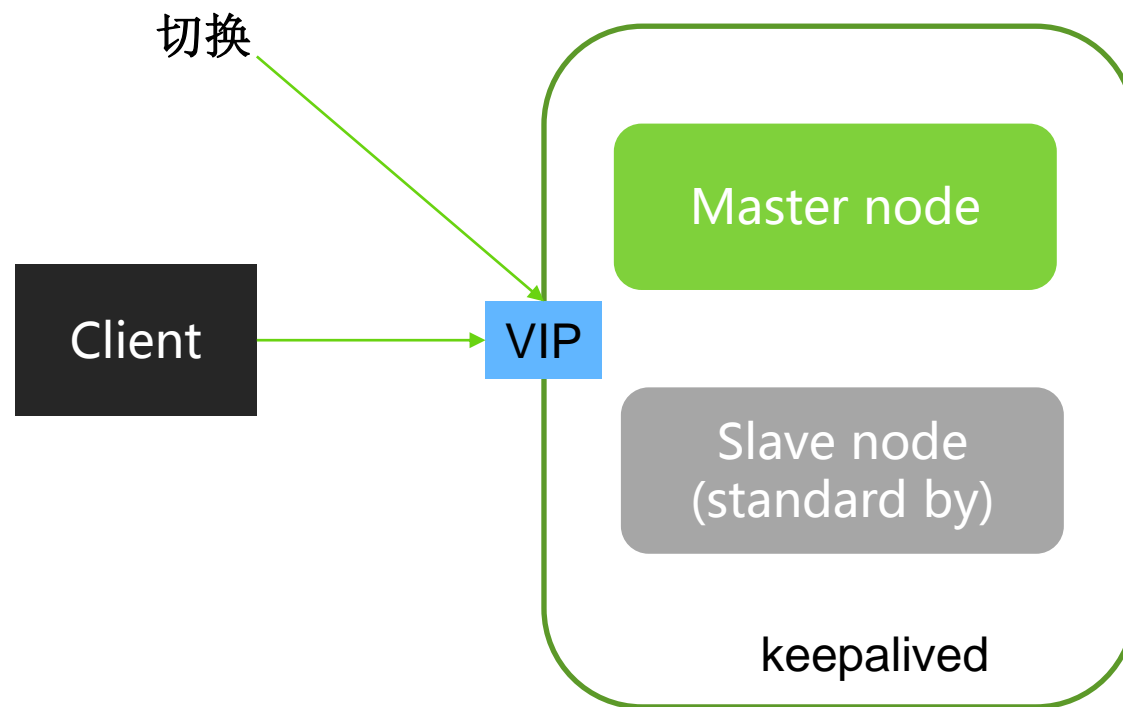 切换
Master node
Client
VIP
Slave node
(standard by)
keepalived